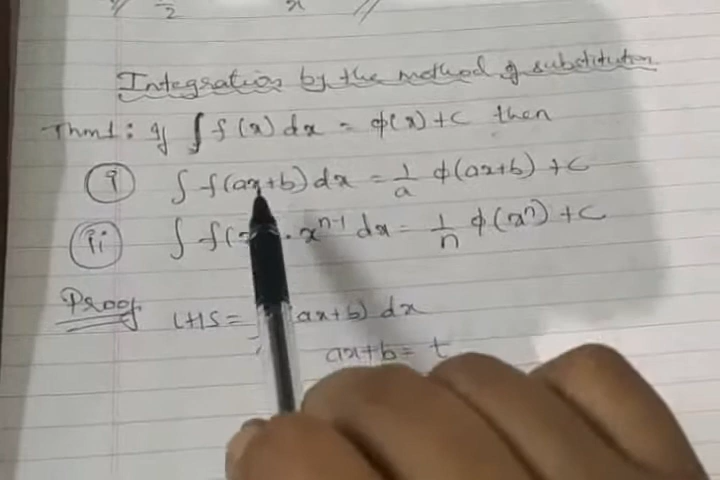 Integration by the method of substitution
Thm1: If ∫ f(x) dx = φ(x) + c then
(i) ∫ f(ax+b) dx = 1/a φ(ax+b) + c
(ii) ∫ f( . x^{n-1} dx = 1/n φ(x^n) + c
Proof LHS = (ax+b) dx
ax+b = t